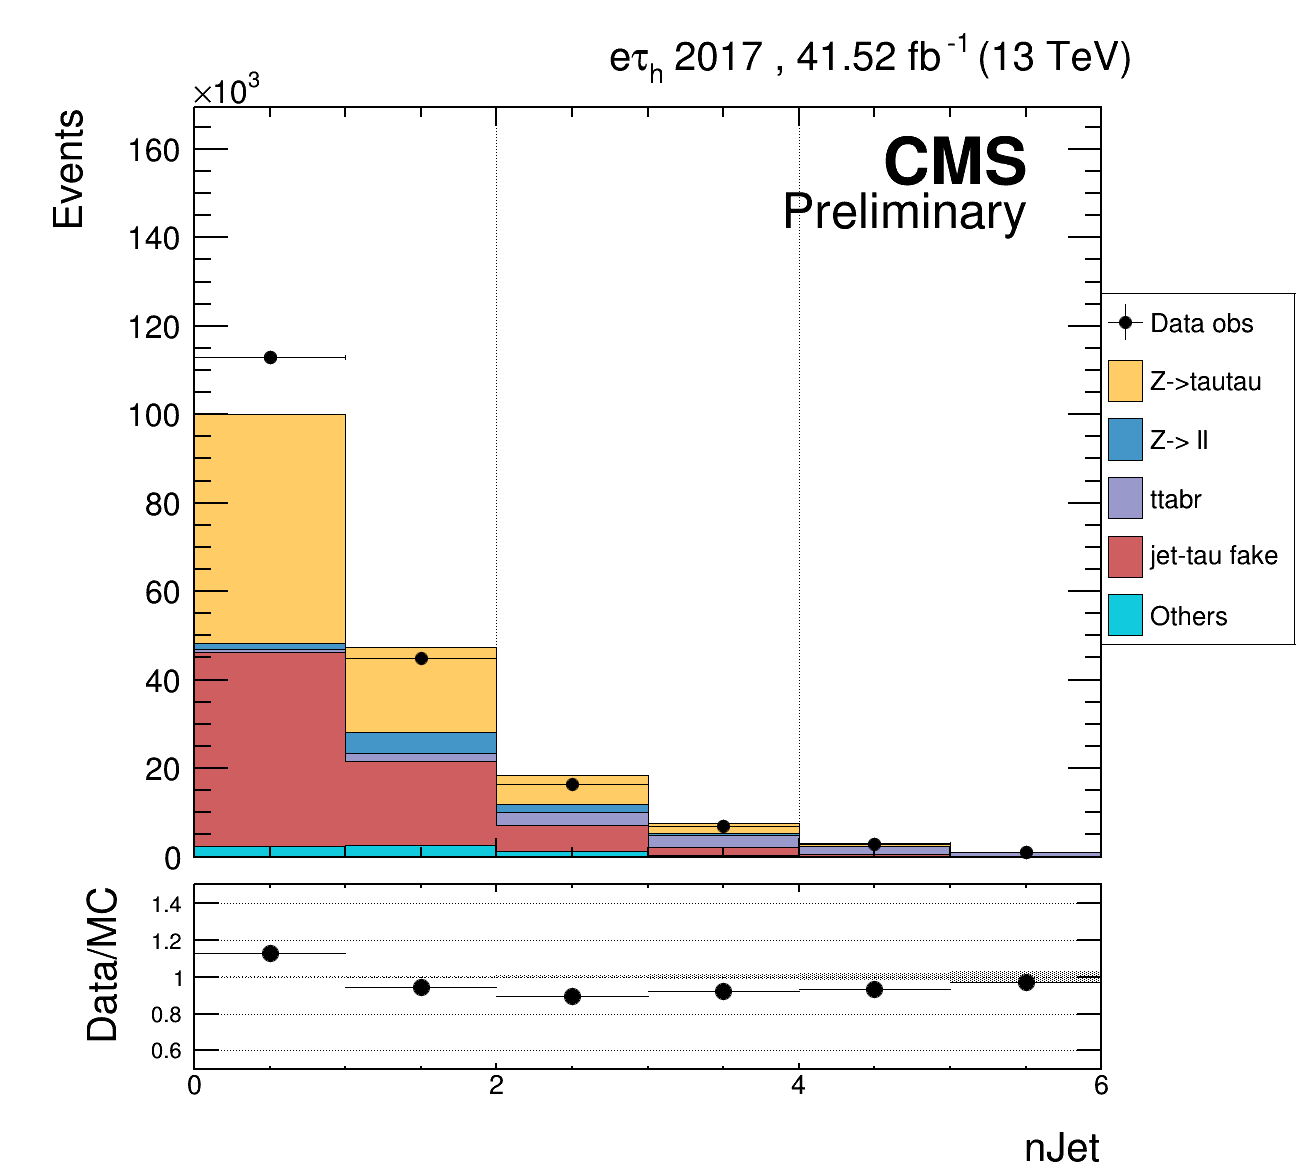 eτh 2017 , 41.52 fb-1 (13 TeV)
×103
Events
160
140
120
100
80
60
40
20
0
CMS
Preliminary
Data obs
Z->tautau
Z-> ll
ttabr
jet-tau fake
Others
Data/MC
1.4
1.2
1
0.8
0.6
0
2
4
6
nJet